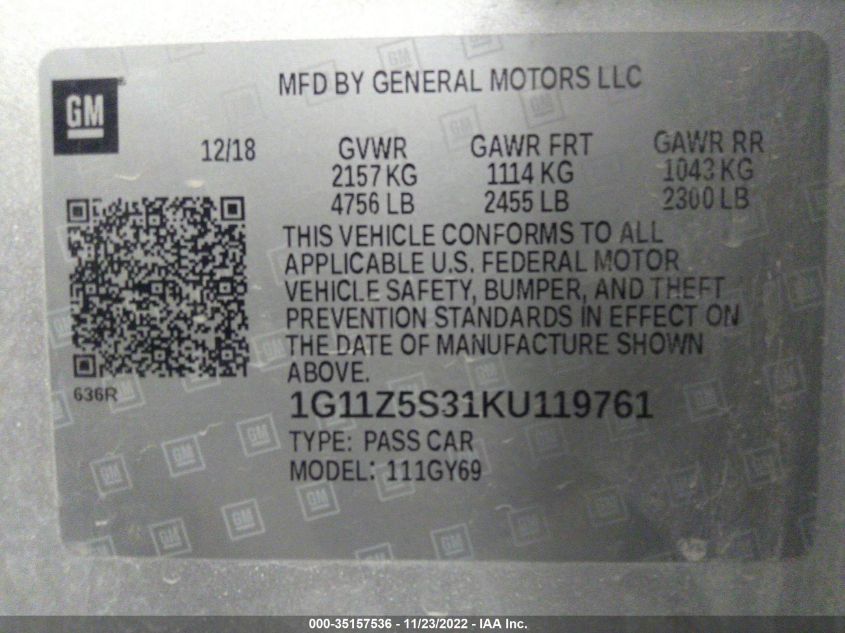 MFD BY GENERAL MOTORS LLC
GM
12/18 GVWR GAWR FRT GAWR RR
2157 KG 1114 KG 1043 KG
4756 LB 2455 LB 2300 LB
THIS VEHICLE CONFORMS TO ALL
APPLICABLE U.S. FEDERAL MOTOR
VEHICLE SAFETY, BUMPER, AND THEFT
PREVENTION STANDARDS IN EFFECT ON
THE DATE OF MANUFACTURE SHOWN
ABOVE.
636R
1G11Z5S31KU119761
TYPE: PASS CAR
MODEL: 111GY69
000-35157536 - 11/23/2022 - IAA Inc.